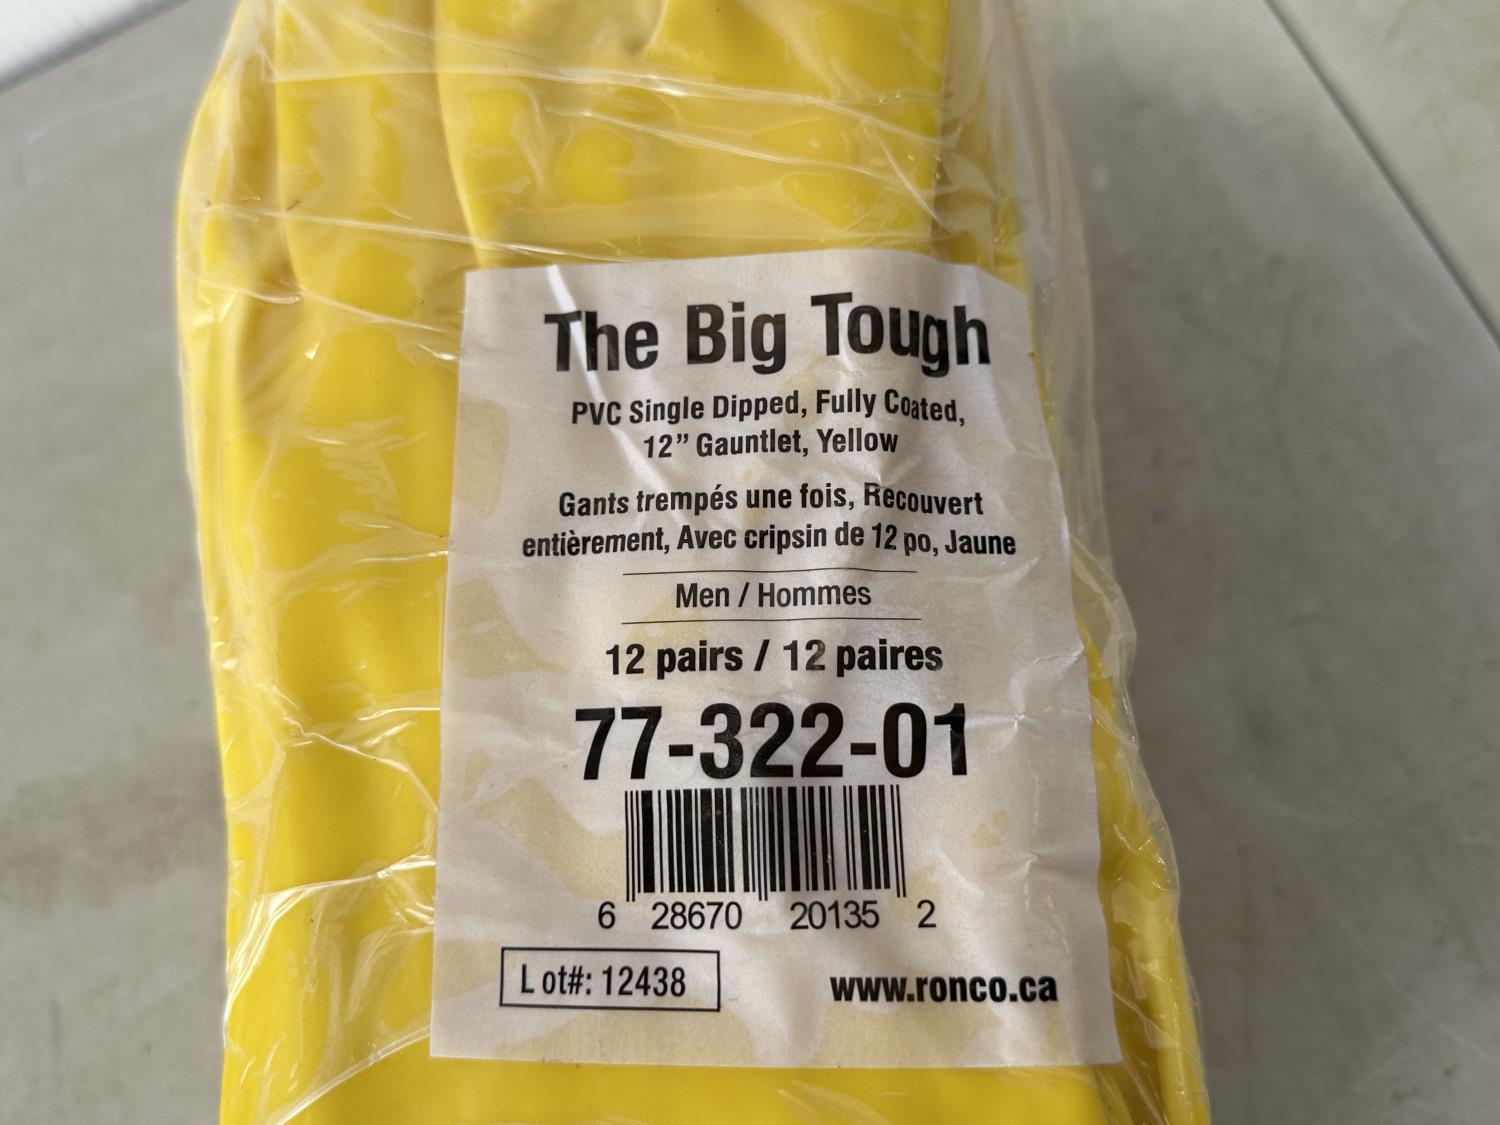 The Big Tough
PVC Single Dipped, Fully Coated,
12” Gauntlet, Yellow
Gants trempés une fois, Recouvert
entièrement, Avec cripsin de 12 po, Jaune
Men / Hommes
12 pairs / 12 paires
77-322-01
6 28670 20135 2
Lot#: 12438
www.ronco.ca